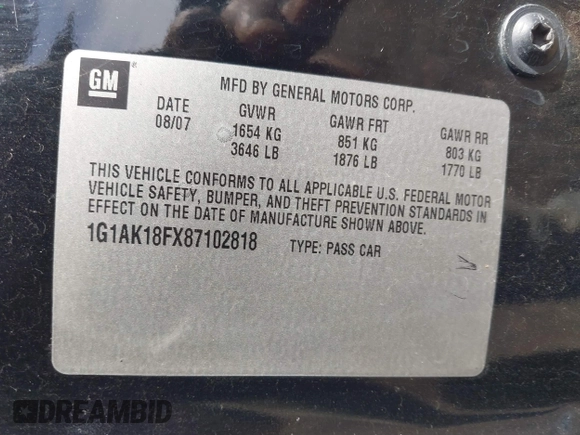 GM
MFD BY GENERAL MOTORS CORP.
DATE GVWR GAWR FRT GAWR RR
08/07 1654 KG 851 KG 803 KG
3646 LB 1876 LB 1770 LB
THIS VEHICLE CONFORMS TO ALL APPLICABLE U.S. FEDERAL MOTOR
VEHICLE SAFETY, BUMPER, AND THEFT PREVENTION STANDARDS IN
EFFECT ON THE DATE OF MANUFACTURE SHOWN ABOVE.
1G1AK18FX87102818 TYPE: PASS CAR
DREAMBID